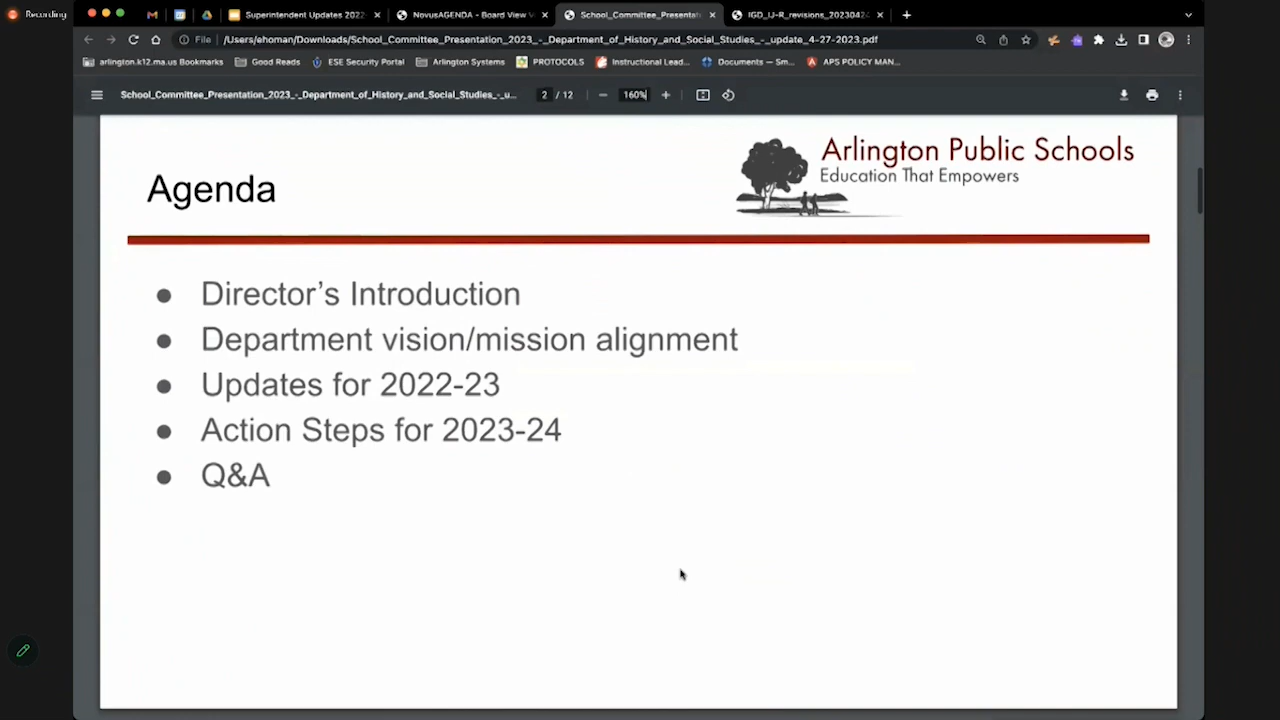 Recording
Superintendent Updates 2022
NovusAGENDA - Board View
School_Committee_Presentat
IGD_IJ-R_revisions_20230424
File
/Users/ehoman/Downloads/School_Committee_Presentation_2023_-_Department_of_History_and_Social_Studies_-_update_4-27-2023.pdf
arlington.k12.ma.us Bookmarks
Good Reads
ESE Security Portal
Arlington Systems
PROTOCOLS
Instructional Lead...
Documents — Sm...
APS POLICY MAN...
School_Committee_Presentation_2023_-_Department_of_History_and_Social_Studies_-_u...
2 / 12
160%
Arlington Public Schools
Education That Empowers
Agenda
● Director's Introduction
● Department vision/mission alignment
● Updates for 2022-23
● Action Steps for 2023-24
● Q&A